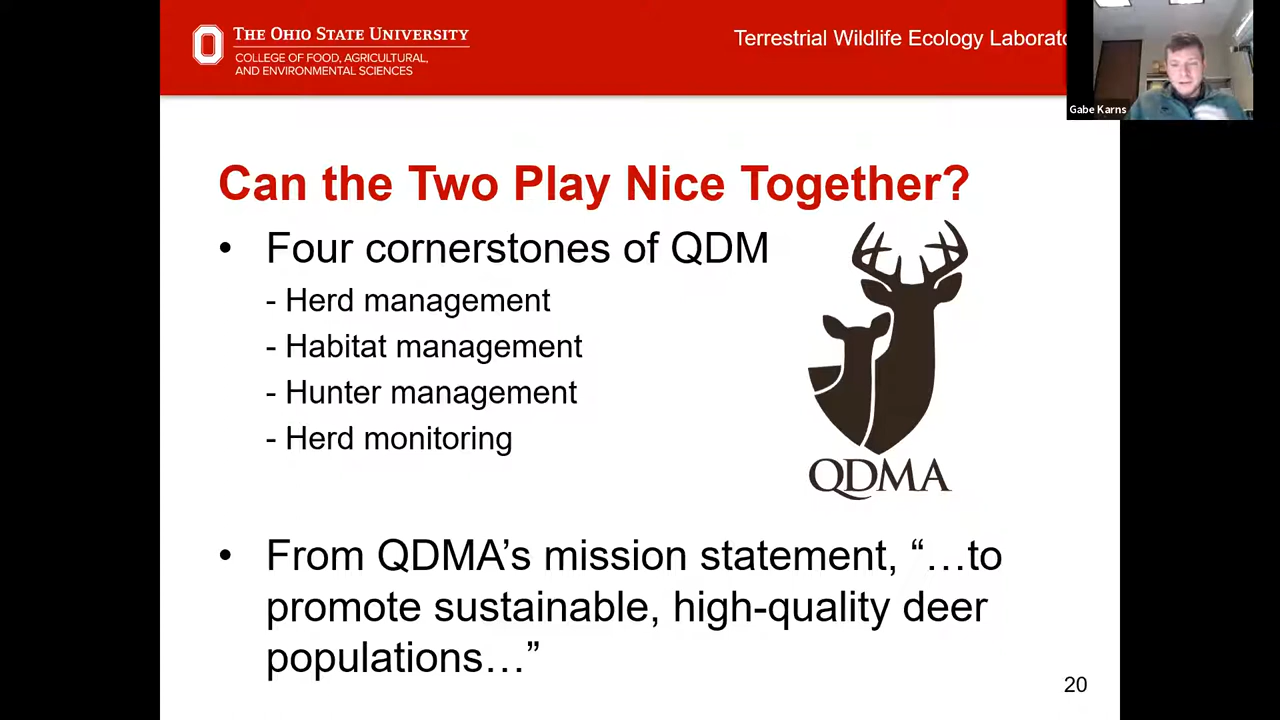 THE OHIO STATE UNIVERSITY
COLLEGE OF FOOD, AGRICULTURAL,
AND ENVIRONMENTAL SCIENCES
Terrestrial Wildlife Ecology
Gabe Karns
Can the Two Play Nice Together?
• Four cornerstones of QDM
- Herd management
- Habitat management
- Hunter management
- Herd monitoring
QDMA
• From QDMA’s mission statement, “…to
promote sustainable, high-quality deer
populations…”
20